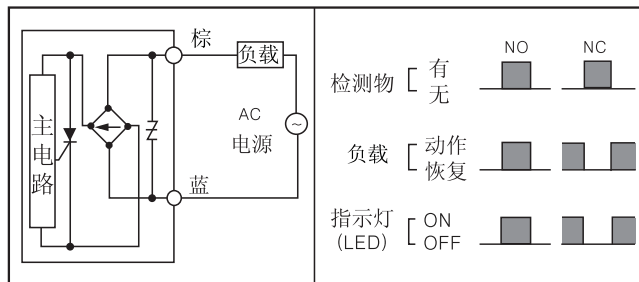 主电路
棕
负载
AC
电源
~
蓝
NO NC
检测物 有
无
负载 动作
恢复
指示灯 ON
(LED) OFF